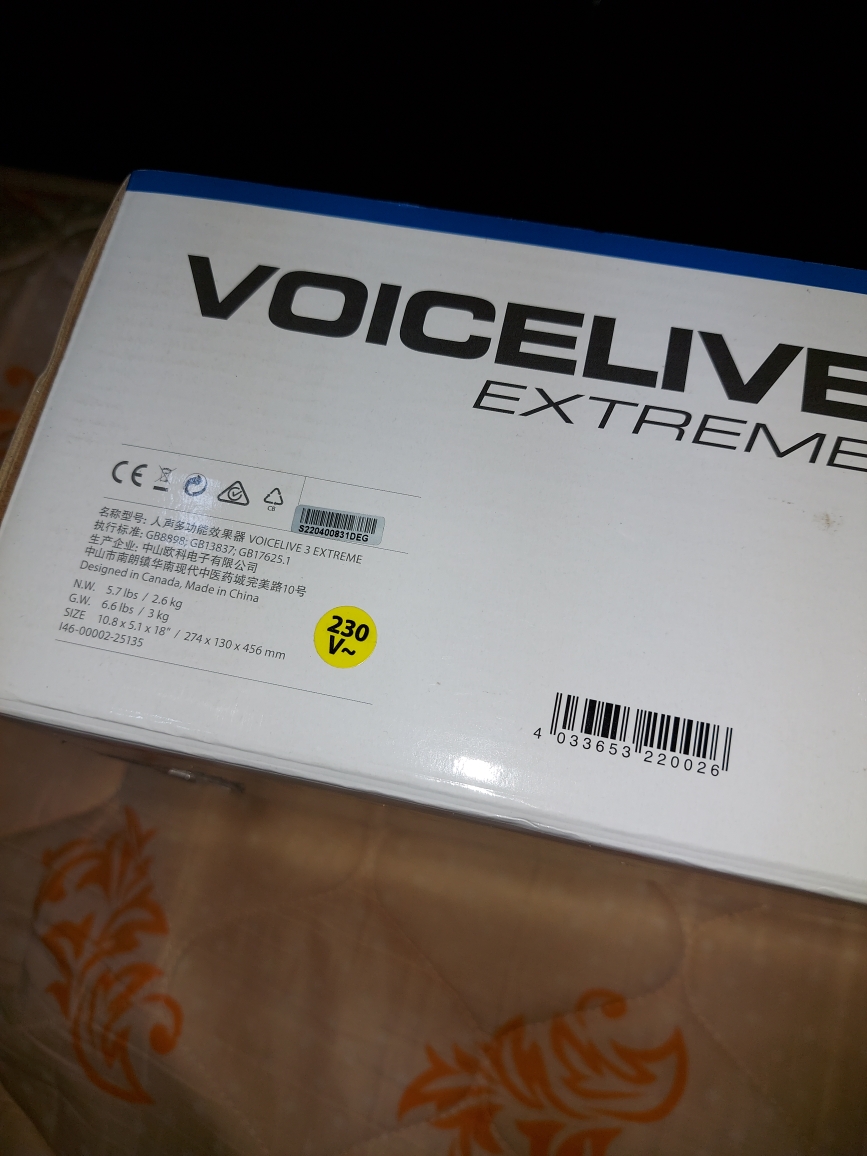 VOICELIVE
EXTREME
CE
CB
S220400831DEG
名称型号: 人声多功能效果器 VOICELIVE 3 EXTREME
执行标准: GB8898; GB13837; GB17625.1
生产企业: 中山欧科电子有限公司
中山市南朗镇华南现代中医药城完美路10号
Designed in Canada, Made in China
N.W. 5.7 lbs / 2.6 kg
G.W. 6.6 lbs / 3 kg
SIZE 10.8 x 5.1 x 18" / 274 x 130 x 456 mm
I46-00002-25135
230
V~
4 033653 220026